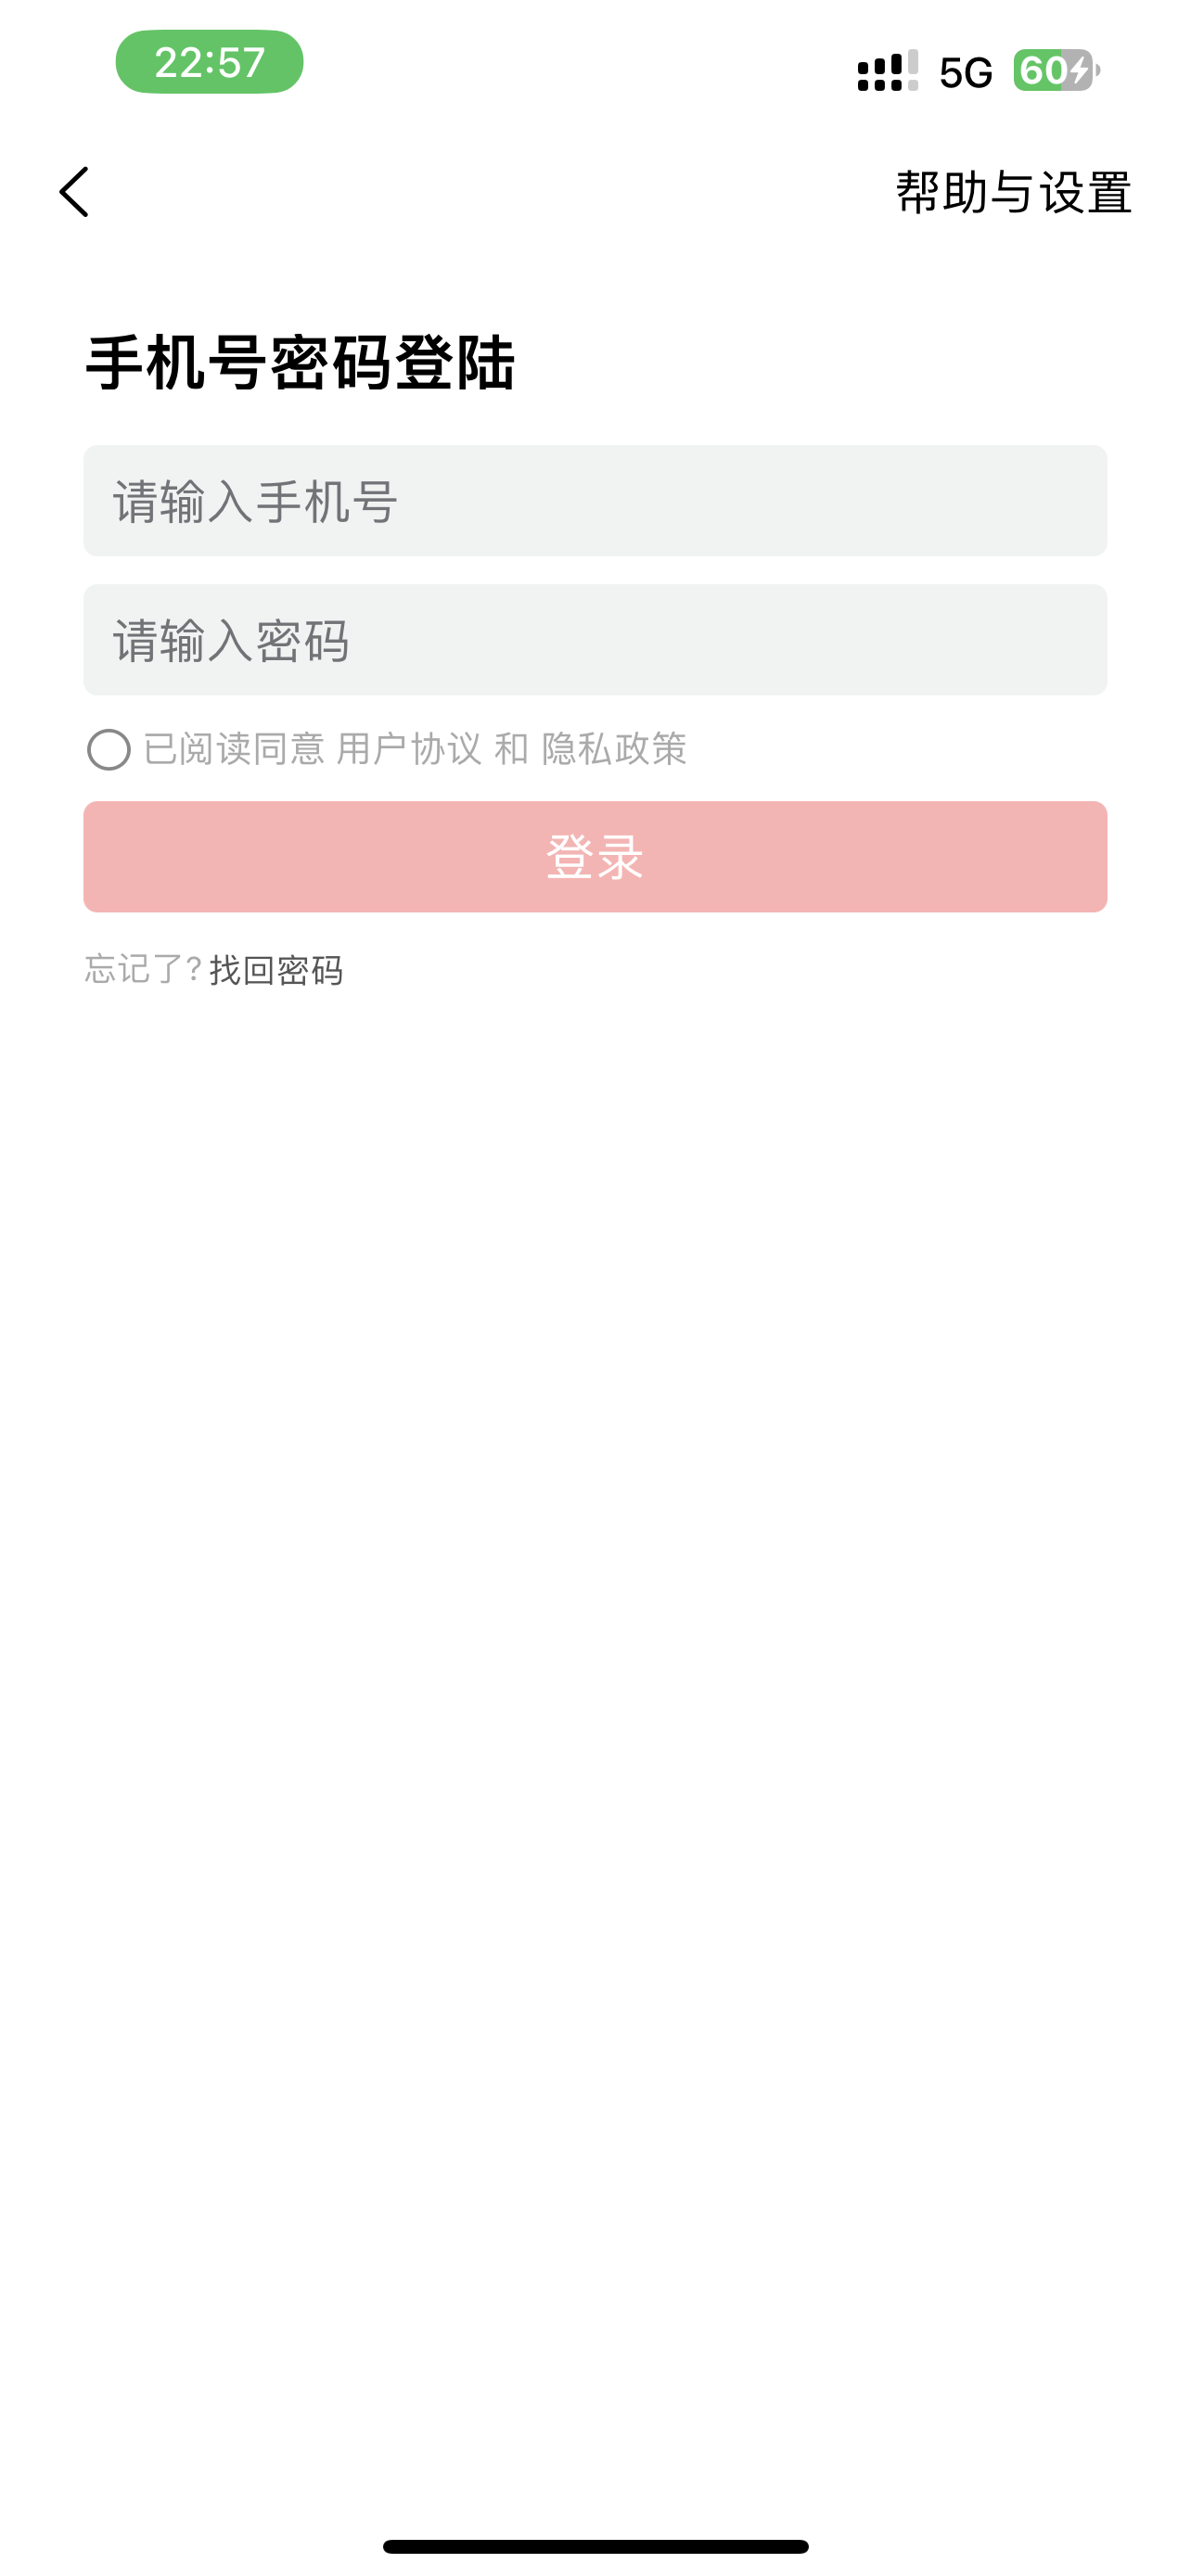 22:57 5G 60
帮助与设置
手机号密码登陆
请输入手机号
请输入密码
已阅读同意 用户协议 和 隐私政策
登录
忘记了? 找回密码